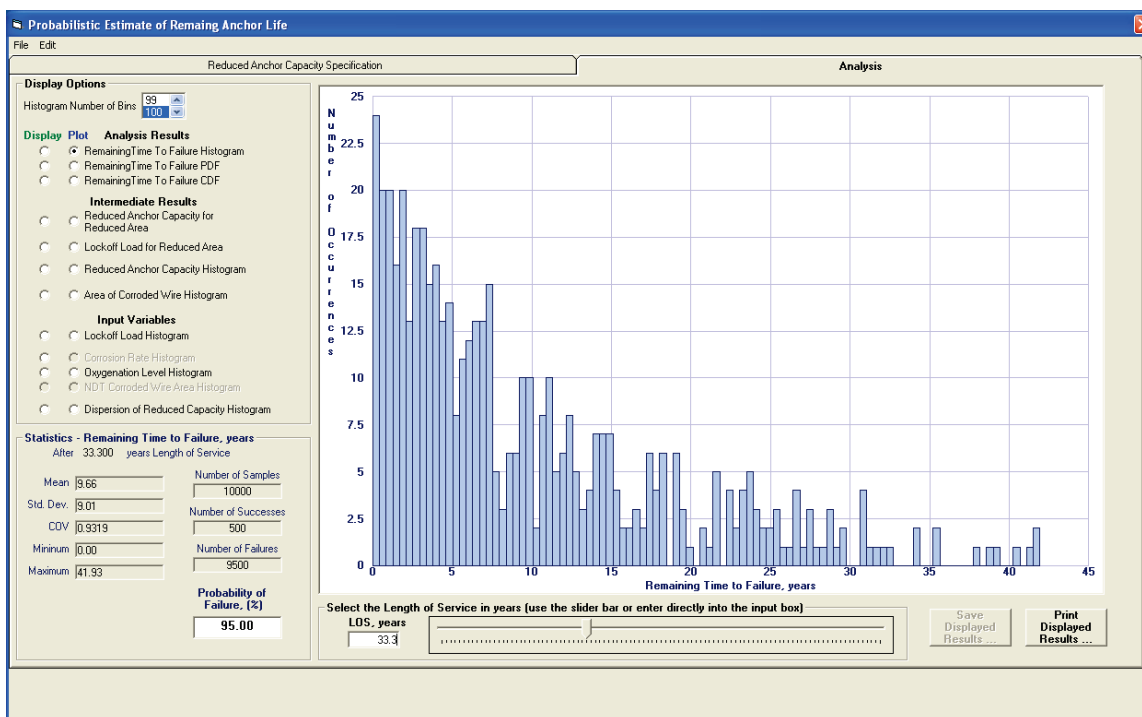 Probabilistic Estimate of Remaing Anchor Life
File Edit
Reduced Anchor Capacity Specification
Analysis
Display Options
Histogram Number of Bins 99
100
Display Plot Analysis Results
RemainingTime To Failure Histogram
RemainingTime To Failure PDF
RemainingTime To Failure CDF
Intermediate Results
Reduced Anchor Capacity for
Reduced Area
Lockoff Load for Reduced Area
Reduced Anchor Capacity Histogram
Area of Corroded Wire Histogram
Input Variables
Lockoff Load Histogram
Corrosion Rate Histogram
Oxygenation Level Histogram
NDT Corroded Wire Area Histogram
Dispersion of Reduced Capacity Histogram
Statistics - Remaining Time to Failure, years
After 33.300 years Length of Service
Mean 9.66
Std. Dev. 9.01
COV 0.9319
Mininum 0.00
Maximum 41.93
Number of Samples
10000
Number of Successes
500
Number of Failures
9500
Probability of
Failure, (%)
95.00
Number of Occurrences
25
22.5
20
17.5
15
12.5
10
7.5
5
2.5
0
0 5 10 15 20 25 30 35 40 45
Remaining Time to Failure, years
Select the Length of Service in years (use the slider bar or enter directly into the input box)
LOS, years
33.3
Save
Displayed
Results ...
Print
Displayed
Results ...